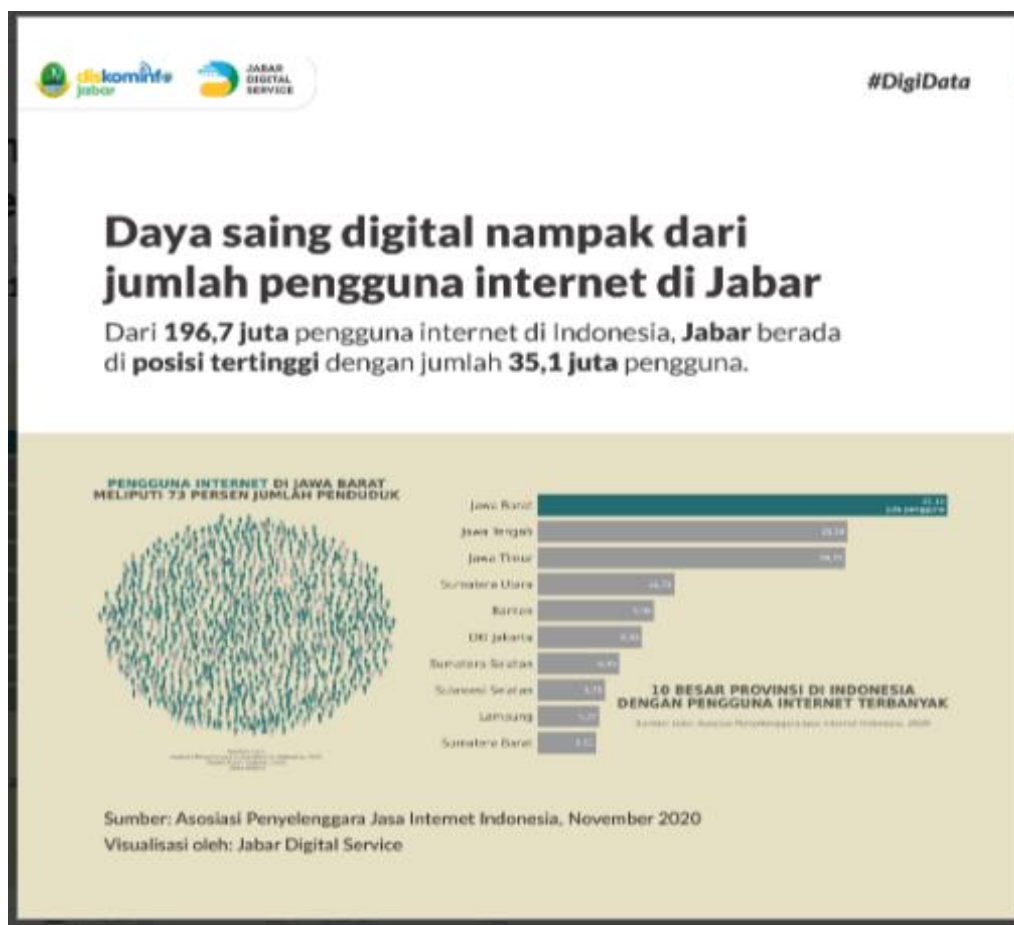 diskominfo
jabar
JABAR
DIGITAL
SERVICE
#DigiData
Daya saing digital nampak dari
jumlah pengguna internet di Jabar
Dari 196,7 juta pengguna internet di Indonesia, Jabar berada
di posisi tertinggi dengan jumlah 35,1 juta pengguna.
PENGGUNA INTERNET DI JAWA BARAT
MELIPUTI 73 PERSEN JUMLAH PENDUDUK
Jawa Barat
juta pengguna
Jawa Tengah
Jawa Timur
Sumatera Utara
Banten
DKI Jakarta
Sumatera Selatan
Sulawesi Selatan
Lampung
Sumatera Barat
10 BESAR PROVINSI DI INDONESIA
DENGAN PENGGUNA INTERNET TERBANYAK
Sumber: Asosiasi Penyelenggara Jasa Internet Indonesia, November 2020
Visualisasi oleh: Jabar Digital Service